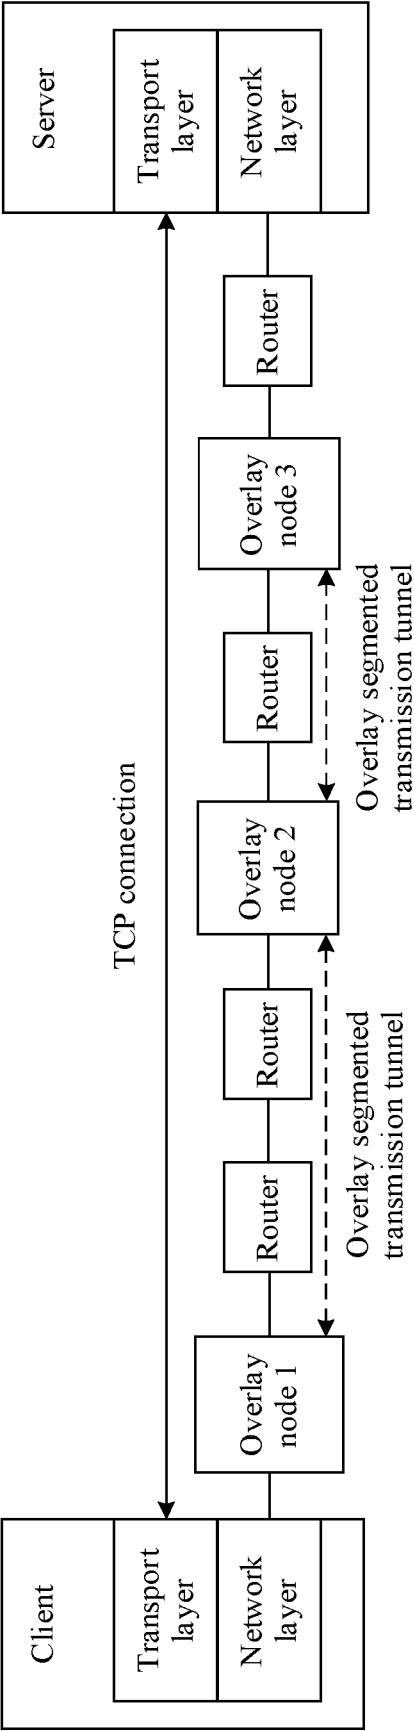 Client
Transport
layer
Network
layer
TCP connection
Overlay
node 1
Router
Router
Overlay
node 2
Router
Overlay
node 3
Router
Overlay segmented
transmission tunnel
Overlay segmented
transmission tunnel
Server
Transport
layer
Network
layer